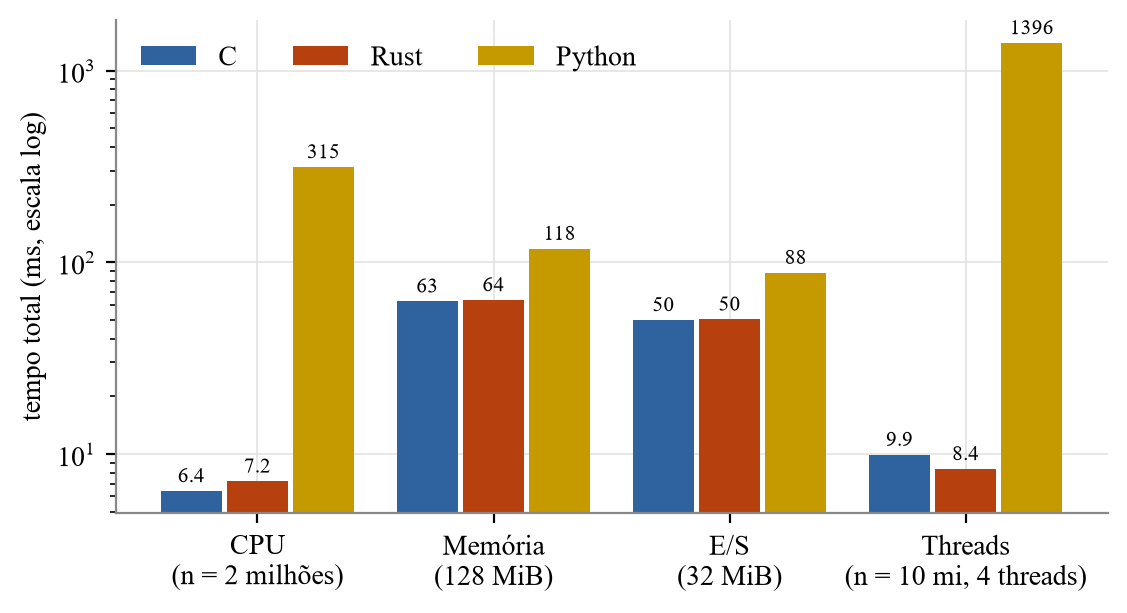 C Rust Python
tempo total (ms, escala log)
10³
10²
10¹
6.4 7.2 315
63 64 118
50 50 88
9.9 8.4 1396
CPU
(n = 2 milhões)
Memória
(128 MiB)
E/S
(32 MiB)
Threads
(n = 10 mi, 4 threads)